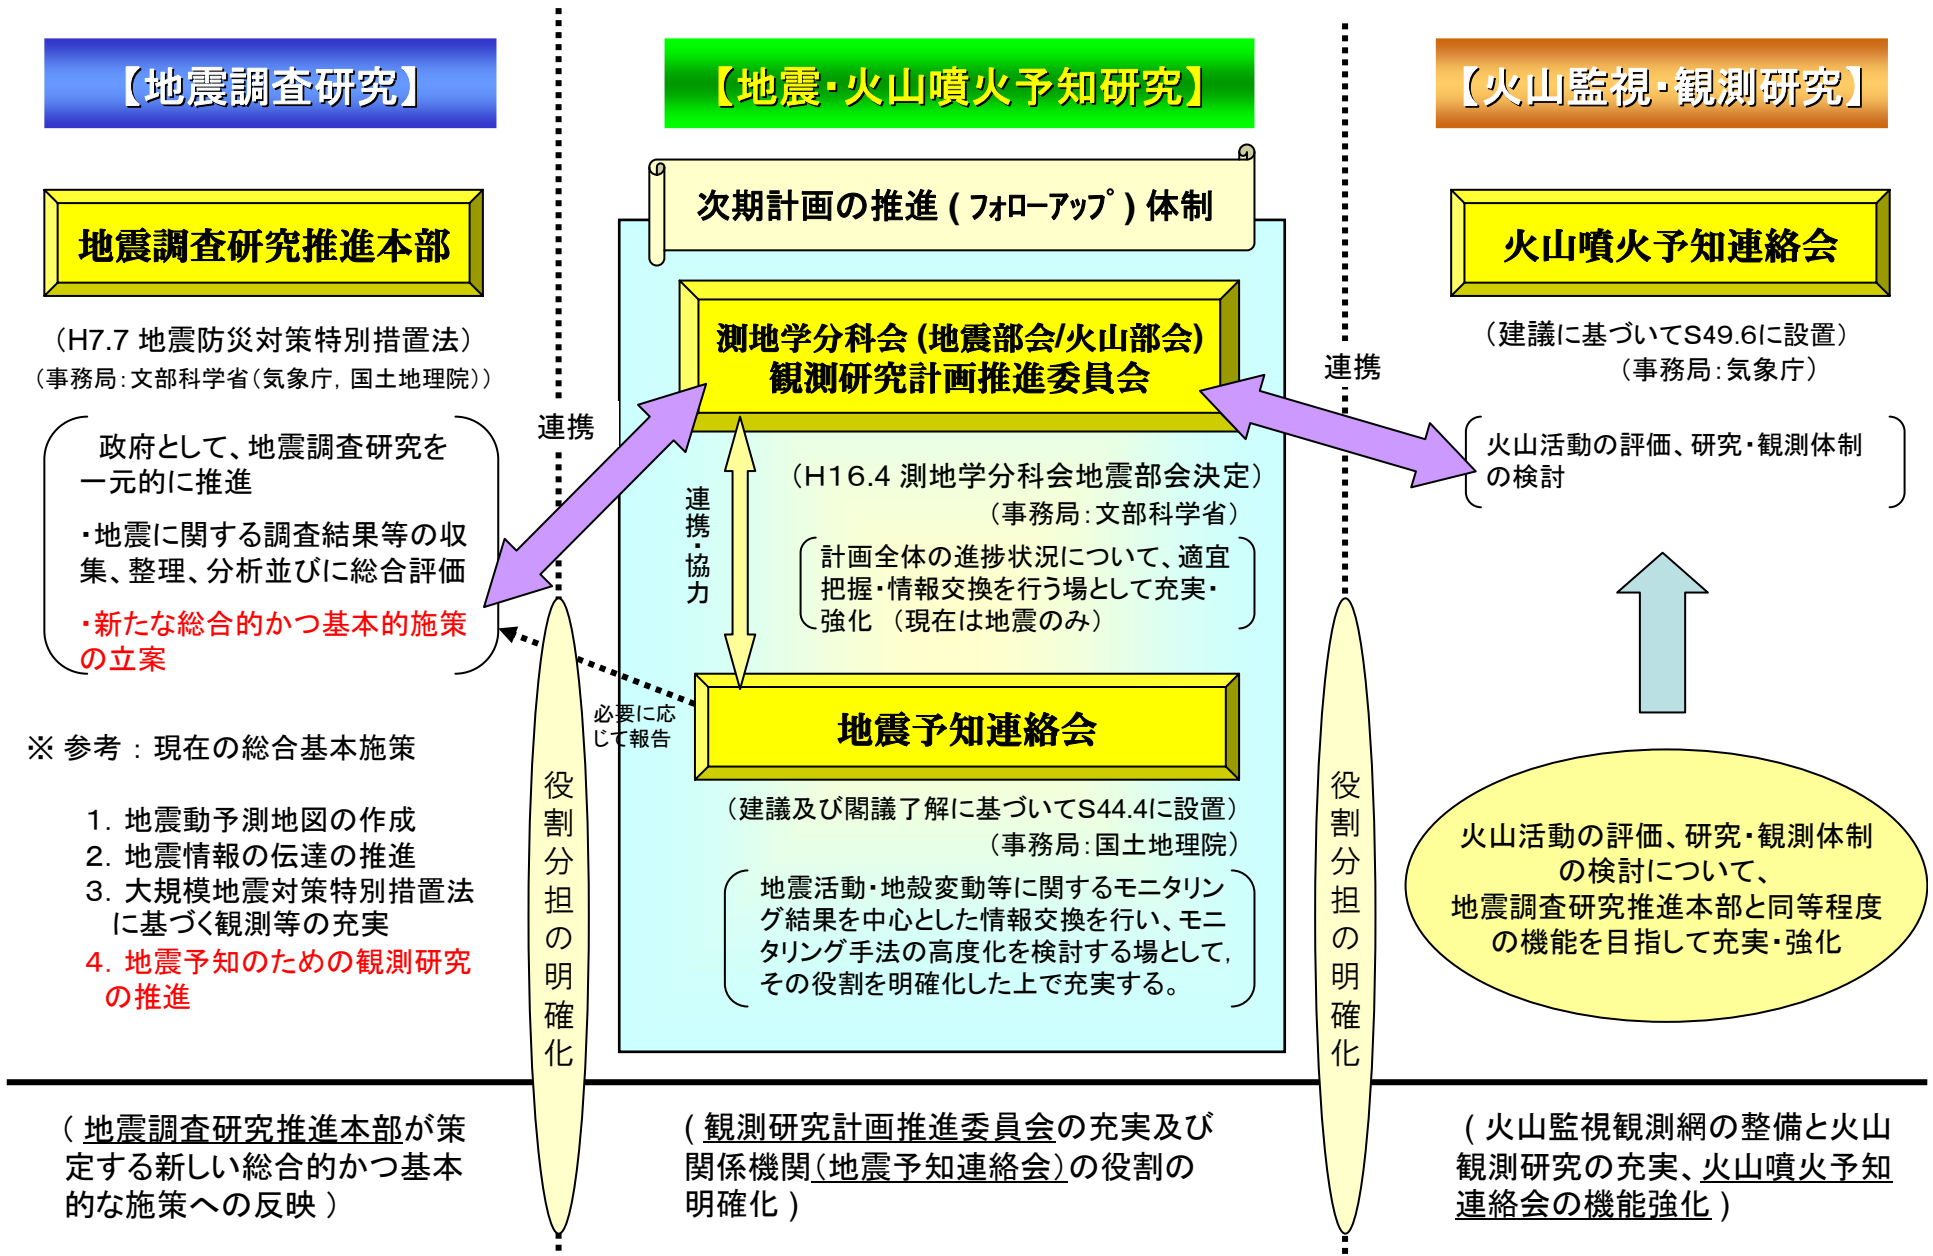 【地震調査研究】
地震調査研究推進本部
（H7.7 地震防災対策特別措置法）
（事務局：文部科学省（気象庁，国土地理院））
政府として、地震調査研究を
一元的に推進
・地震に関する調査結果等の収
集、整理、分析並びに総合評価
・新たな総合的かつ基本的施策
の立案
※ 参考 ： 現在の総合基本施策
１．地震動予測地図の作成
２．地震情報の伝達の推進
３．大規模地震対策特別措置法
に基づく観測等の充実
４．地震予知のための観測研究
の推進
（ 地震調査研究推進本部が策
定する新しい総合的かつ基本
的な施策への反映 ）
連携
役割分担の明確化
【地震・火山噴火予知研究】
次期計画の推進 ( ﾌｫﾛｰｱｯﾌﾟ ) 体制
測地学分科会 (地震部会/火山部会)
観測研究計画推進委員会
（H１６.４ 測地学分科会地震部会決定）
（事務局：文部科学省）
計画全体の進捗状況について、適宜
把握・情報交換を行う場として充実・
強化 （現在は地震のみ）
連携・協力
必要に応
じて報告
地震予知連絡会
（建議及び閣議了解に基づいてS44.4に設置）
（事務局：国土地理院）
地震活動・地殻変動等に関するモニタリン
グ結果を中心とした情報交換を行い、モニ
タリング手法の高度化を検討する場として，
その役割を明確化した上で充実する。
( 観測研究計画推進委員会の充実及び
関係機関（地震予知連絡会）の役割の
明確化 )
連携
役割分担の明確化
【火山監視・観測研究】
火山噴火予知連絡会
（建議に基づいてS49.6に設置）
（事務局：気象庁）
火山活動の評価、研究・観測体制
の検討
火山活動の評価、研究・観測体制
の検討について、
地震調査研究推進本部と同等程度
の機能を目指して充実・強化
( 火山監視観測網の整備と火山
観測研究の充実、火山噴火予知
連絡会の機能強化 )